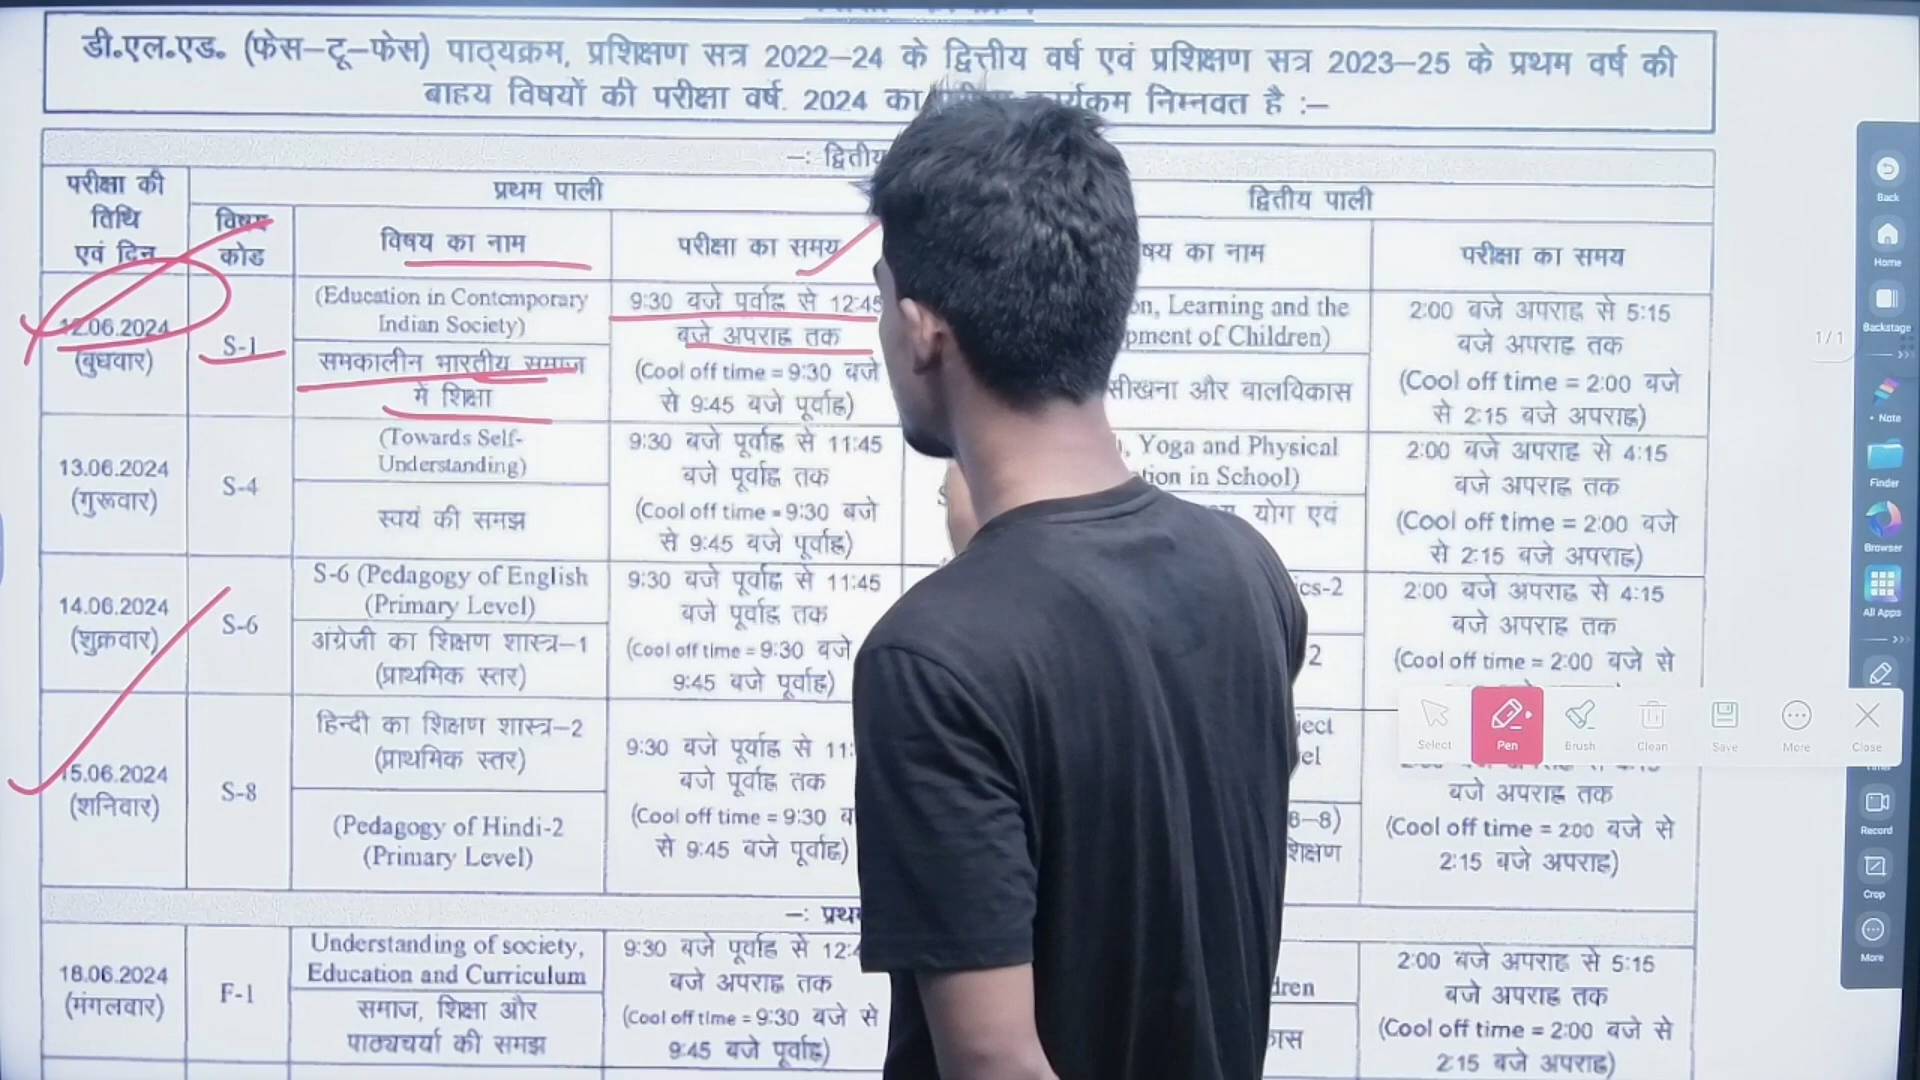 डी.एल.एड. (फेस–टू–फेस) पाठ्यक्रम, प्रशिक्षण सत्र 2022–24 के द्वित्तीय वर्ष एवं प्रशिक्षण सत्र 2023–25 के प्रथम वर्ष की
बाहय विषयों की परीक्षा वर्ष. 2024 का कार्यक्रम निम्नवत है :–
–: द्वितीय
परीक्षा की
तिथि
एवं दिन
प्रथम पाली
द्वितीय पाली
विषय
कोड
विषय का नाम
परीक्षा का समय
का नाम
परीक्षा का समय
12.06.2024
(बुधवार)
S-1
(Education in Contemporary
Indian Society)
समकालीन भारतीय समाज
में शिक्षा
9:30 बजे पूर्वाह्न से 12:45
बजे अपराह्न तक
(Cool off time = 9:30 बजे
से 9:45 बजे पूर्वाह्न)
Learning and the
of Children)
सीखना और बालविकास
2:00 बजे अपराह्न से 5:15
बजे अपराह्न तक
(Cool off time = 2:00 बजे
से 2:15 बजे अपराह्न)
13.06.2024
(गुरूवार)
S-4
(Towards Self-
Understanding)
स्वयं की समझ
9:30 बजे पूर्वाह्न से 11:45
बजे पूर्वाह्न तक
(Cool off time = 9:30 बजे
से 9:45 बजे पूर्वाह्न)
Yoga and Physical
in School)
योग एवं
2:00 बजे अपराह्न से 4:15
बजे अपराह्न तक
(Cool off time = 2:00 बजे
से 2:15 बजे अपराह्न)
14.06.2024
(शुक्रवार)
S-6
S-6 (Pedagogy of English
(Primary Level)
अंग्रेजी का शिक्षण शास्त्र–1
(प्राथमिक स्तर)
9:30 बजे पूर्वाह्न से 11:45
बजे पूर्वाह्न तक
(Cool off time = 9:30 बजे
9:45 बजे पूर्वाह्न)
2:00 बजे अपराह्न से 4:15
बजे अपराह्न तक
(Cool off time = 2:00 बजे से
15.06.2024
(शनिवार)
S-8
हिन्दी का शिक्षण शास्त्र–2
(प्राथमिक स्तर)
(Pedagogy of Hindi-2
(Primary Level)
9:30 बजे पूर्वाह्न से
बजे पूर्वाह्न तक
(Cool off time = 9:30
से 9:45 बजे पूर्वाह्न)
6–8)
शिक्षण
बजे अपराह्न तक
(Cool off time = 2:00 बजे से
2:15 बजे अपराह्न)
–: प्रथम
18.06.2024
(मंगलवार)
F-1
Understanding of society,
Education and Curriculum
समाज, शिक्षा और
पाठ्यचर्या की समझ
9:30 बजे पूर्वाह्न से
बजे अपराह्न तक
(Cool off time = 9:30 बजे से
9:45 बजे पूर्वाह्न)
2:00 बजे अपराह्न से 5:15
बजे अपराह्न तक
(Cool off time = 2:00 बजे से
2:15 बजे अपराह्न)
1/1
Back
Home
Backstage
Note
Finder
Browser
All Apps
Select
Pen
Brush
Clean
Save
More
Close
Record
Crop
More